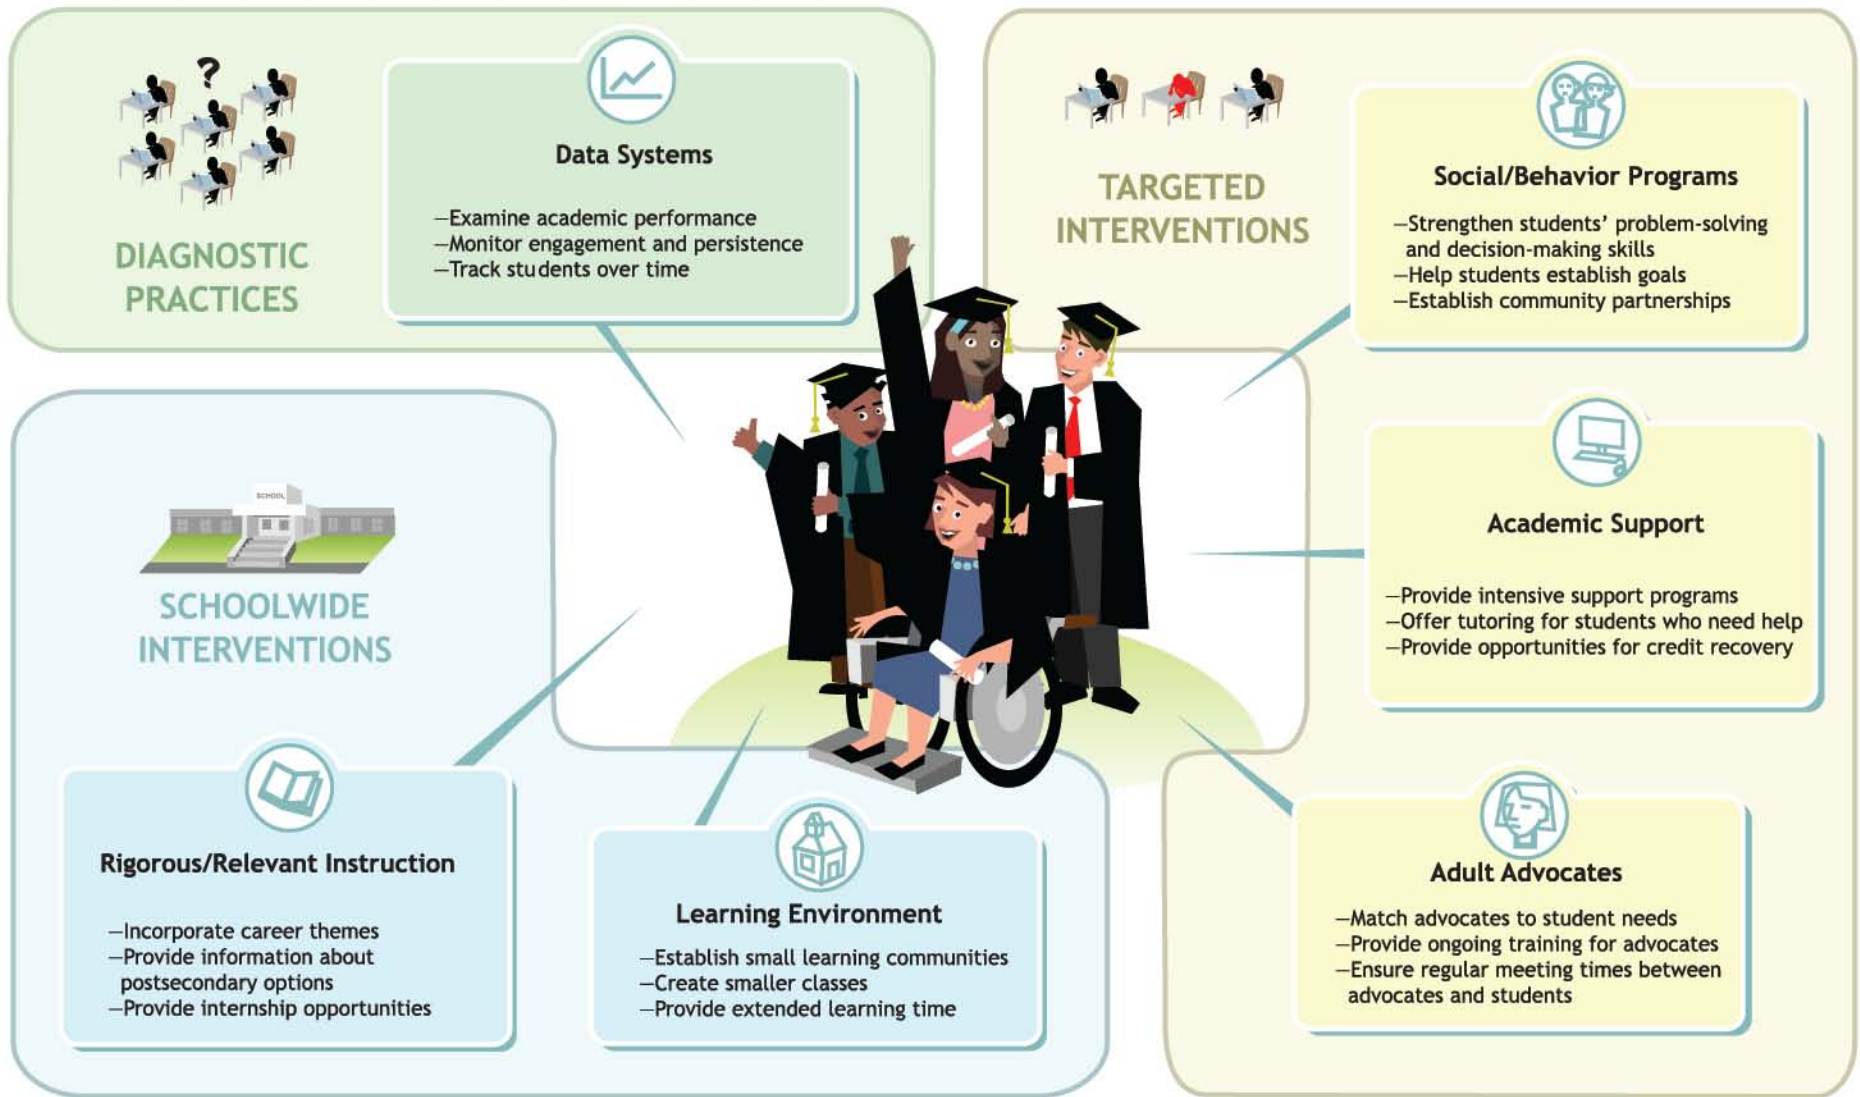 ?
DIAGNOSTIC
PRACTICES
Data Systems
—Examine academic performance
—Monitor engagement and persistence
—Track students over time
TARGETED
INTERVENTIONS
Social/Behavior Programs
—Strengthen students’ problem-solving
and decision-making skills
—Help students establish goals
—Establish community partnerships
Academic Support
—Provide intensive support programs
—Offer tutoring for students who need help
—Provide opportunities for credit recovery
Adult Advocates
—Match advocates to student needs
—Provide ongoing training for advocates
—Ensure regular meeting times between
advocates and students
SCHOOL
SCHOOLWIDE
INTERVENTIONS
Rigorous/Relevant Instruction
—Incorporate career themes
—Provide information about
postsecondary options
—Provide internship opportunities
Learning Environment
—Establish small learning communities
—Create smaller classes
—Provide extended learning time